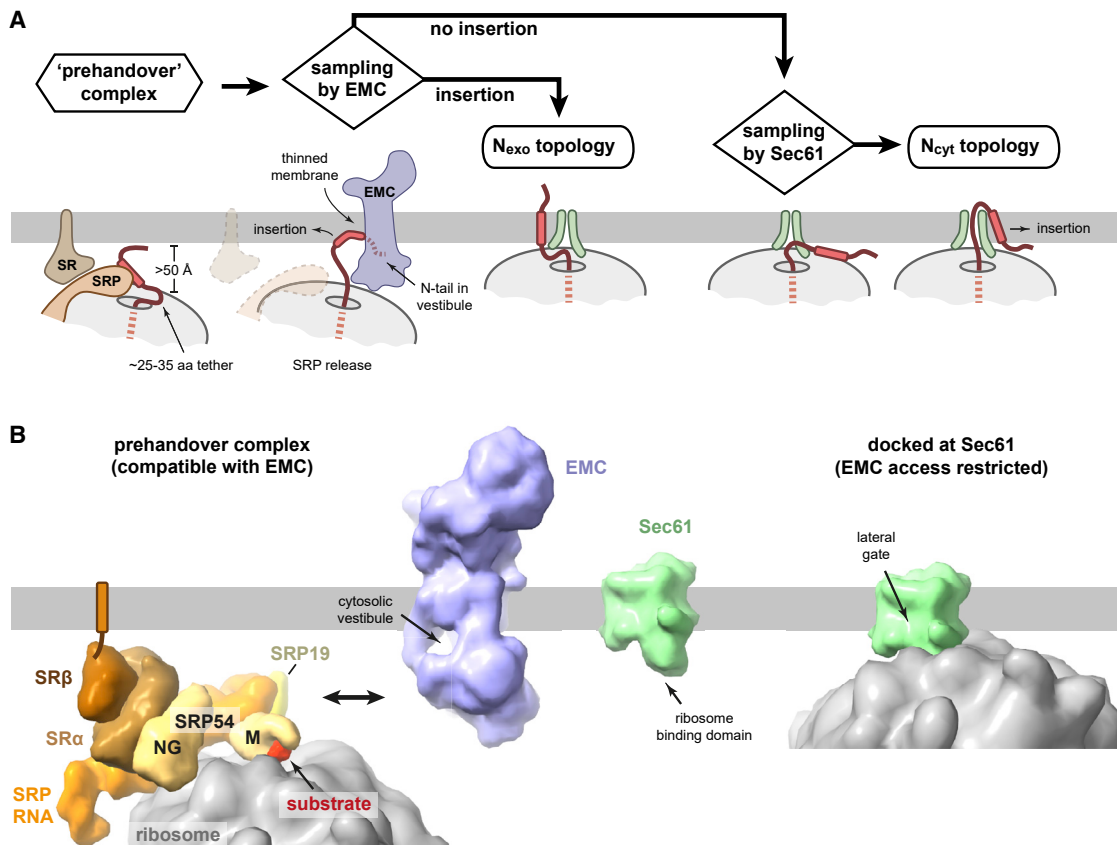 A
'prehandover'
complex
sampling
by EMC
no insertion
insertion
Nexo topology
sampling
by Sec61
Ncyt topology
thinned
membrane
EMC
insertion
SR
SRP
>50 Å
N-tail in
vestibule
~25-35 aa tether
SRP release
insertion
B
prehandover complex
(compatible with EMC)
EMC
Sec61
docked at Sec61
(EMC access restricted)
lateral
gate
cytosolic
vestibule
SRP19
SRβ
SRP54
SRα
NG
M
ribosome
binding domain
SRP
RNA
substrate
ribosome